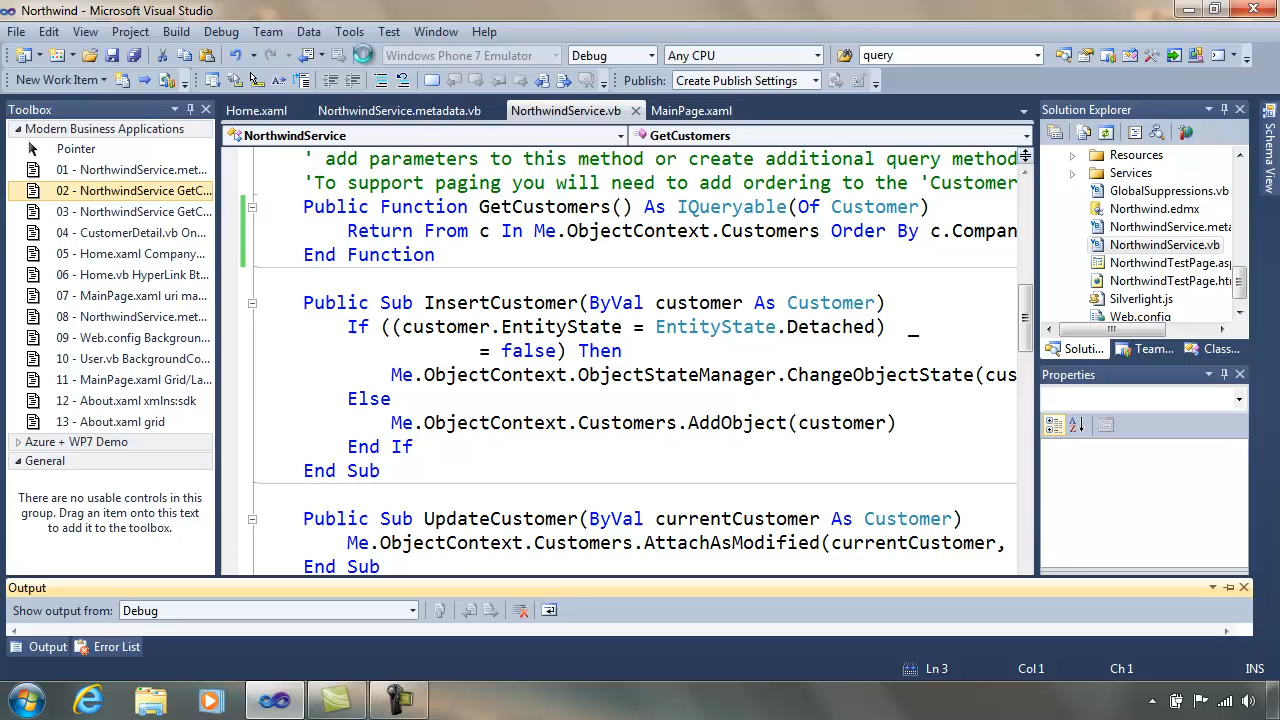 Northwind - Microsoft Visual Studio
File Edit View Project Build Debug Team Data Tools Test Window Help
Windows Phone 7 Emulator Debug Any CPU query
New Work Item Publish: Create Publish Settings
Toolbox
Modern Business Applications
Pointer
01 - NorthwindService.met...
02 - NorthwindService GetC...
03 - NorthwindService GetC...
04 - CustomerDetail.vb On...
05 - Home.xaml Company...
06 - Home.vb HyperLink Bt...
07 - MainPage.xaml uri ma...
08 - NorthwindService.met...
09 - Web.config Backgroun...
10 - User.vb BackgroundCo...
11 - MainPage.xaml Grid/La...
12 - About.xaml xmlns:sdk
13 - About.xaml grid
Azure + WP7 Demo
General
There are no usable controls in this
group. Drag an item onto this text
to add it to the toolbox.
Home.xaml NorthwindService.metadata.vb NorthwindService.vb MainPage.xaml
NorthwindService GetCustomers
' add parameters to this method or create additional query method
'To support paging you will need to add ordering to the 'Customer
Public Function GetCustomers() As IQueryable(Of Customer)
Return From c In Me.ObjectContext.Customers Order By c.Compan
End Function
Public Sub InsertCustomer(ByVal customer As Customer)
If ((customer.EntityState = EntityState.Detached) _
= false) Then
Me.ObjectContext.ObjectStateManager.ChangeObjectState(cus
Else
Me.ObjectContext.Customers.AddObject(customer)
End If
End Sub
Public Sub UpdateCustomer(ByVal currentCustomer As Customer)
Me.ObjectContext.Customers.AttachAsModified(currentCustomer,
End Sub
Solution Explorer
Resources
Services
GlobalSuppressions.vb
Northwind.edmx
NorthwindService.meta
NorthwindService.vb
NorthwindTestPage.asp
NorthwindTestPage.htm
Silverlight.js
Web.config
Soluti... Team... Class...
Properties
Schema View
Output
Show output from: Debug
Output Error List
Ln 3 Col 1 Ch 1 INS